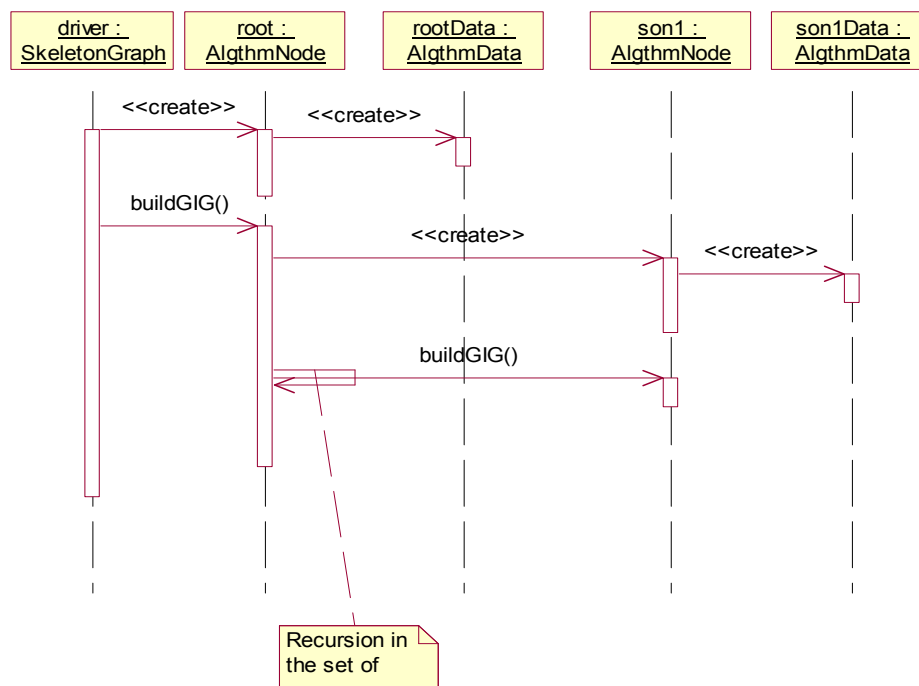 driver :
SkeletonGraph
root :
AlgthmNode
rootData :
AlgthmData
son1 :
AlgthmNode
son1Data :
AlgthmData
<<create>>
<<create>>
buildGIG()
<<create>>
<<create>>
buildGIG()
Recursion in
the set of